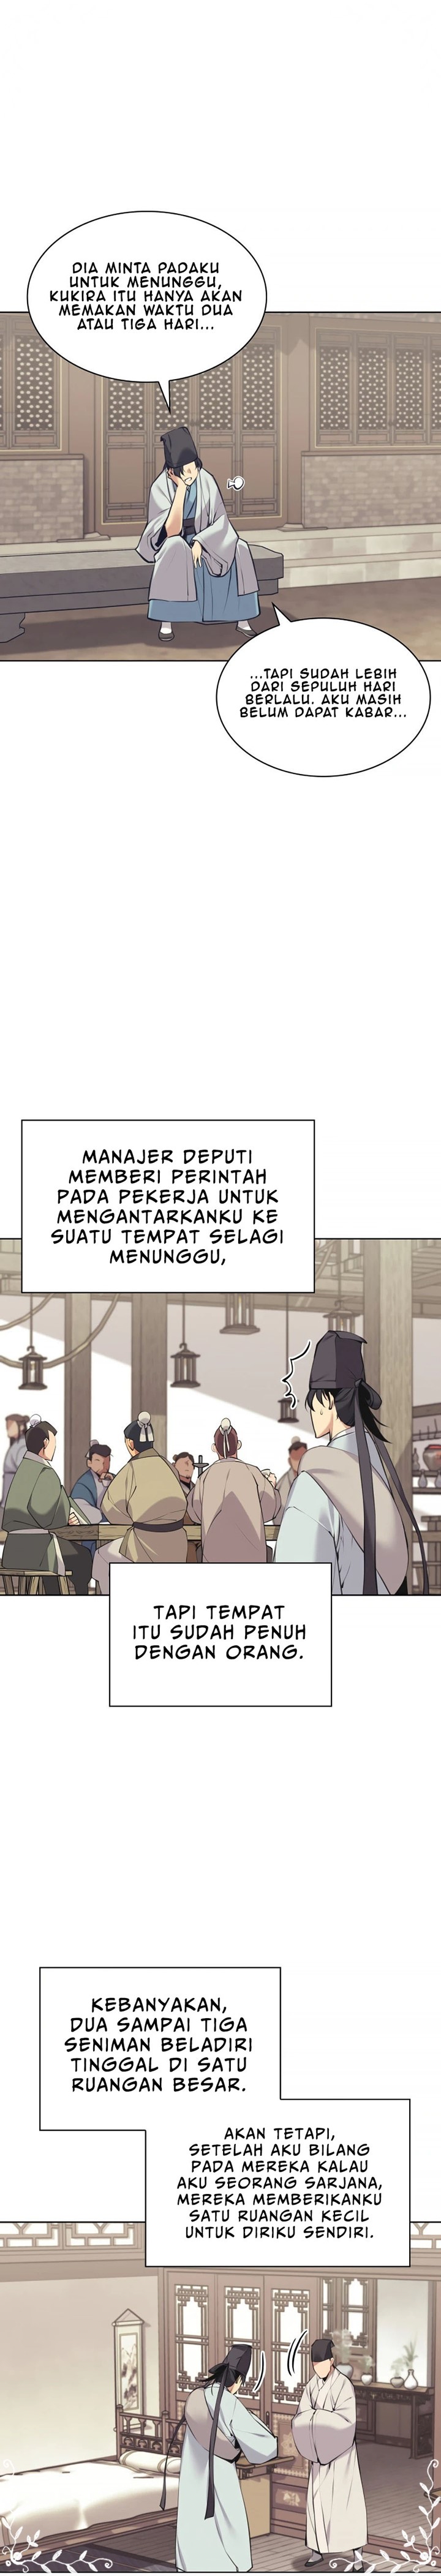 DIA MINTA PADAKU
UNTUK MENUNGGU,
KUKIRA ITU HANYA AKAN
MEMAKAN WAKTU DUA
ATAU TIGA HARI...
...TAPI SUDAH LEBIH
DARI SEPULUH HARI
BERLALU. AKU MASIH
BELUM DAPAT KABAR...
MANAJER DEPUTI
MEMBERI PERINTAH
PADA PEKERJA UNTUK
MENGANTARKANKU KE
SUATU TEMPAT SELAGI
MENUNGGU,
TAPI TEMPAT
ITU SUDAH PENUH
DENGAN ORANG.
KEBANYAKAN,
DUA SAMPAI TIGA
SENIMAN BELADIRI
TINGGAL DI SATU
RUANGAN BESAR.
AKAN TETAPI,
SETELAH AKU BILANG
PADA MEREKA KALAU
AKU SEORANG SARJANA,
MEREKA MEMBERIKANKU
SATU RUANGAN KECIL
UNTUK DIRIKU SENDIRI.